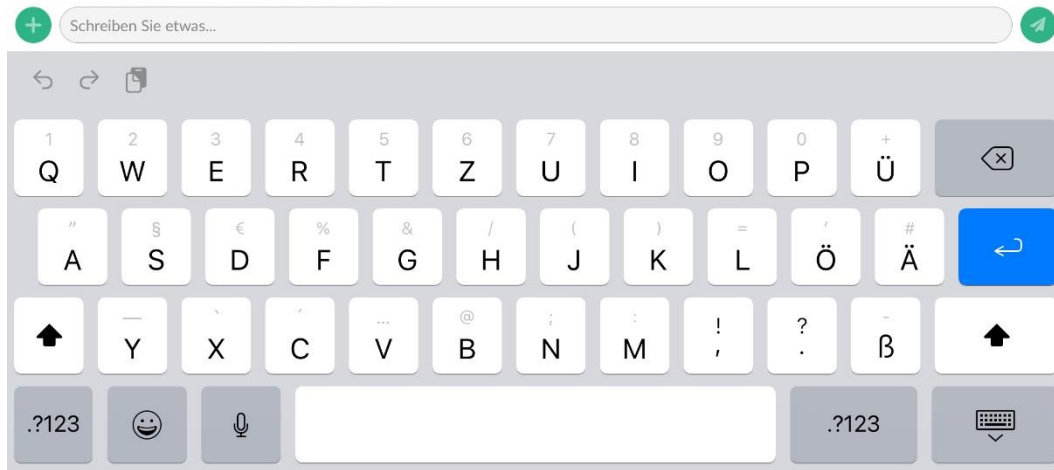 Schreiben Sie etwas...
1 2 3 4 5 6 7 8 9 0 +
Q W E R T Z U I O P Ü
" § € % & / ( ) = ' #
A S D F G H J K L Ö Ä
— ` ´ ... @ ; : ! ? -
Y X C V B N M , . ß
.?123 .?123